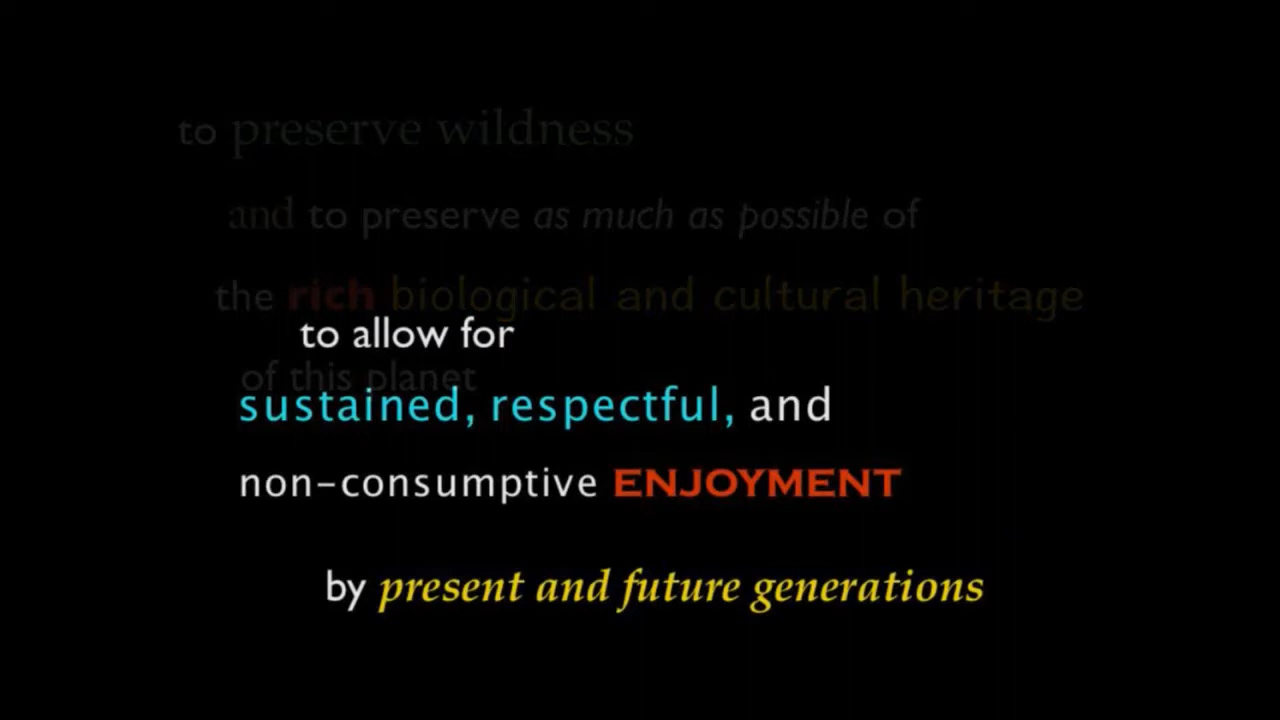 to preserve wildness
and to preserve as much as possible of
the rich biological and cultural heritage
to allow for
of this planet
sustained, respectful, and
non-consumptive ENJOYMENT
by present and future generations